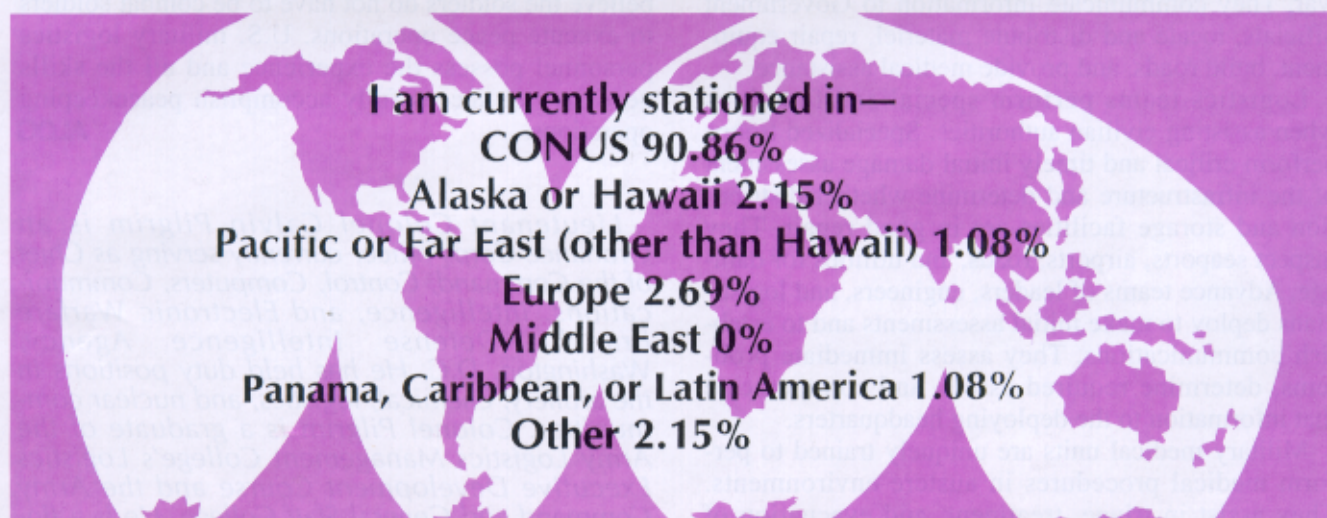 I am currently stationed in—
CONUS 90.86%
Alaska or Hawaii 2.15%
Pacific or Far East (other than Hawaii) 1.08%
Europe 2.69%
Middle East 0%
Panama, Caribbean, or Latin America 1.08%
Other 2.15%